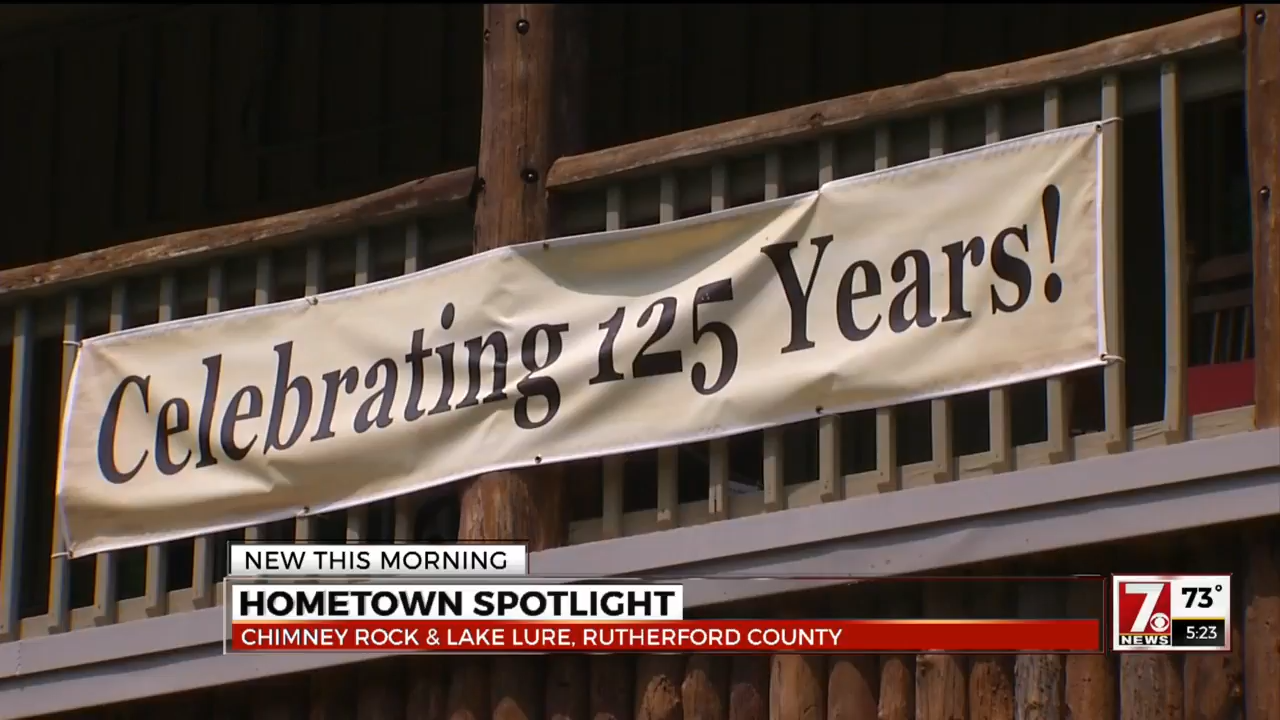 Celebrating 125 Years!
NEW THIS MORNING
HOMETOWN SPOTLIGHT
CHIMNEY ROCK & LAKE LURE, RUTHERFORD COUNTY
7 73°
NEWS 5:23